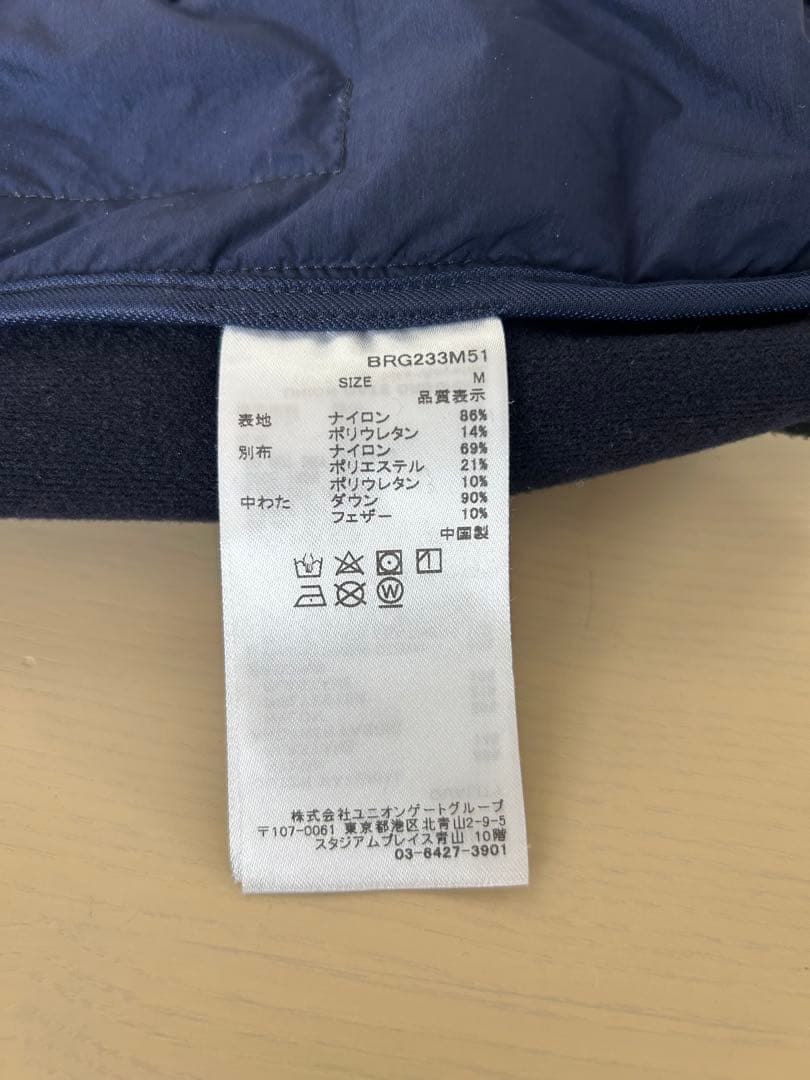 BRG233M51
SIZE M
品質表示
表地 ナイロン 86%
ポリウレタン 14%
別布 ナイロン 69%
ポリエステル 21%
ポリウレタン 10%
中わた ダウン 90%
フェザー 10%
中国製
W
株式会社ユニオンゲートグループ
〒107-0061 東京都港区北青山2-9-5
スタジアムプレイス青山 10階
03-6427-3901